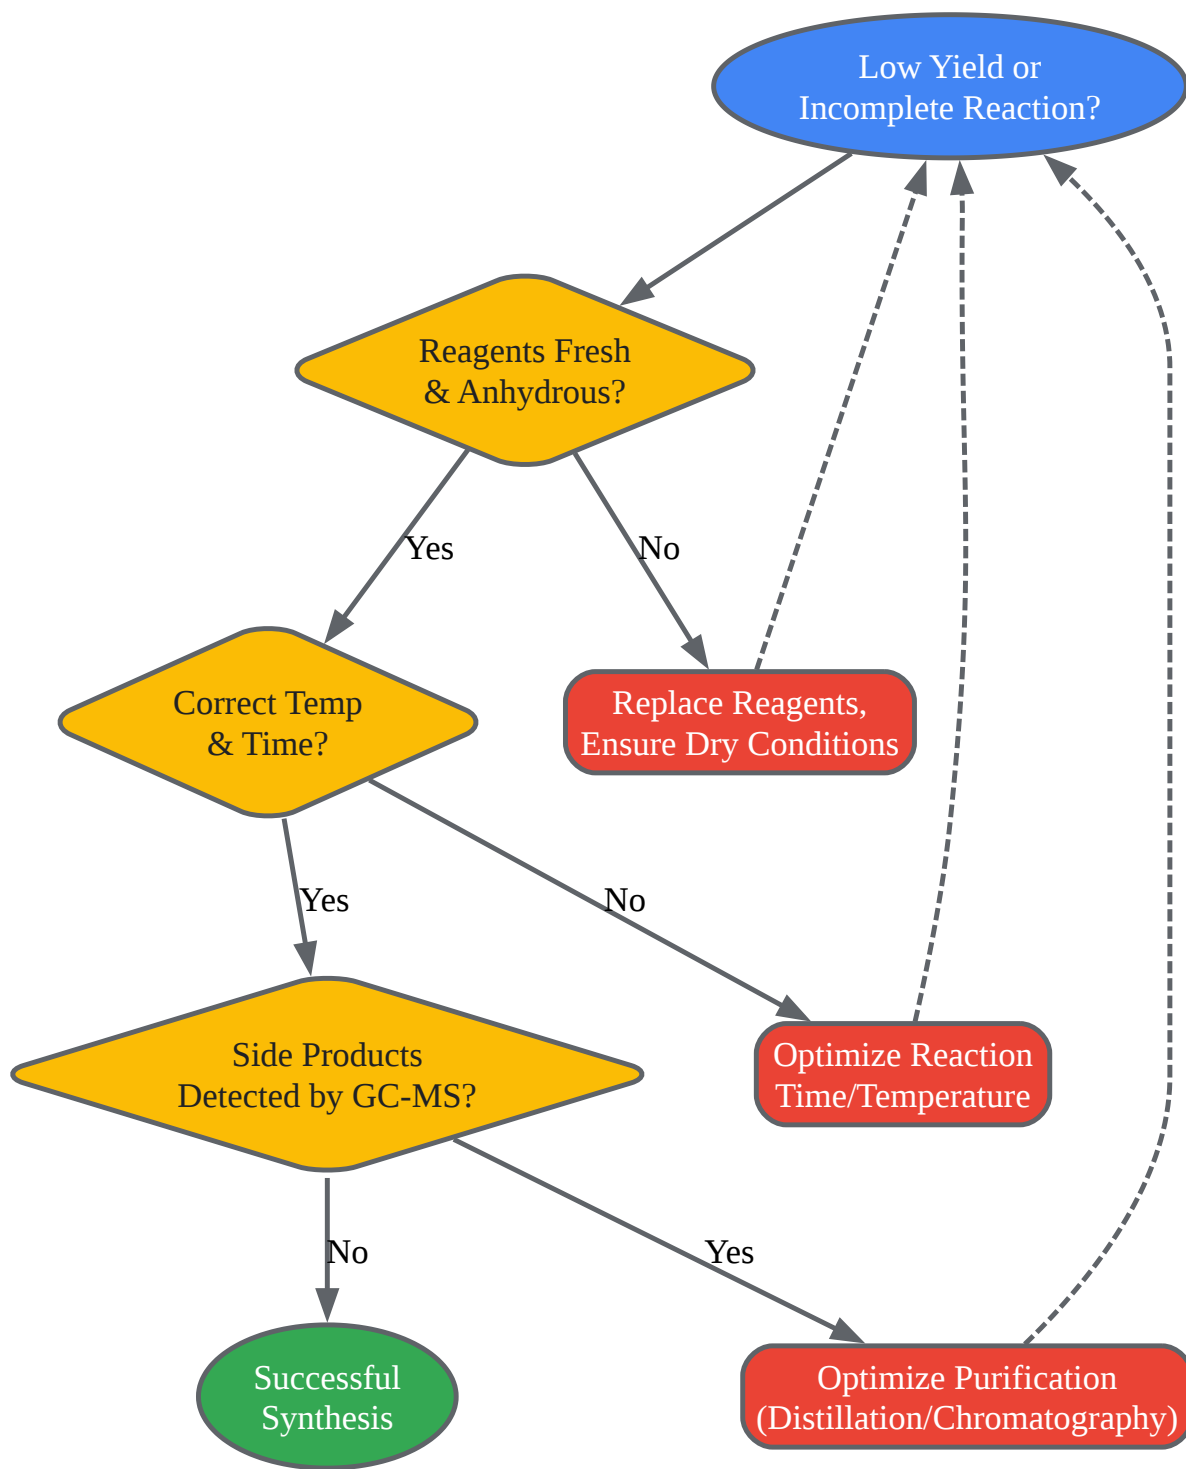 Low Yield or
Incomplete Reaction?
Reagents Fresh
& Anhydrous?
Yes
No
Correct Temp
& Time?
Replace Reagents,
Ensure Dry Conditions
Yes
No
Side Products
Detected by GC-MS?
Optimize Reaction
Time/Temperature
No
Yes
Successful
Synthesis
Optimize Purification
(Distillation/Chromatography)